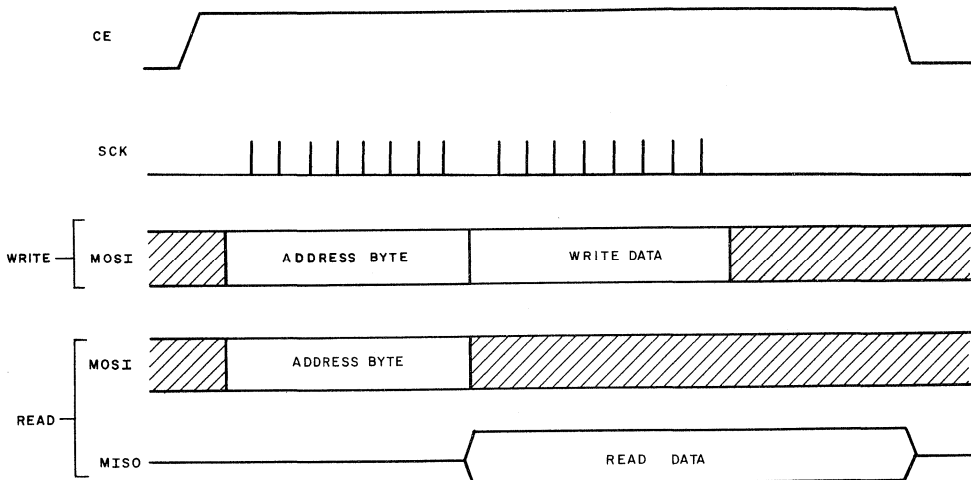 CE
SCK
WRITE MOSI ADDRESS BYTE WRITE DATA
MOSI ADDRESS BYTE
READ
MISO READ DATA